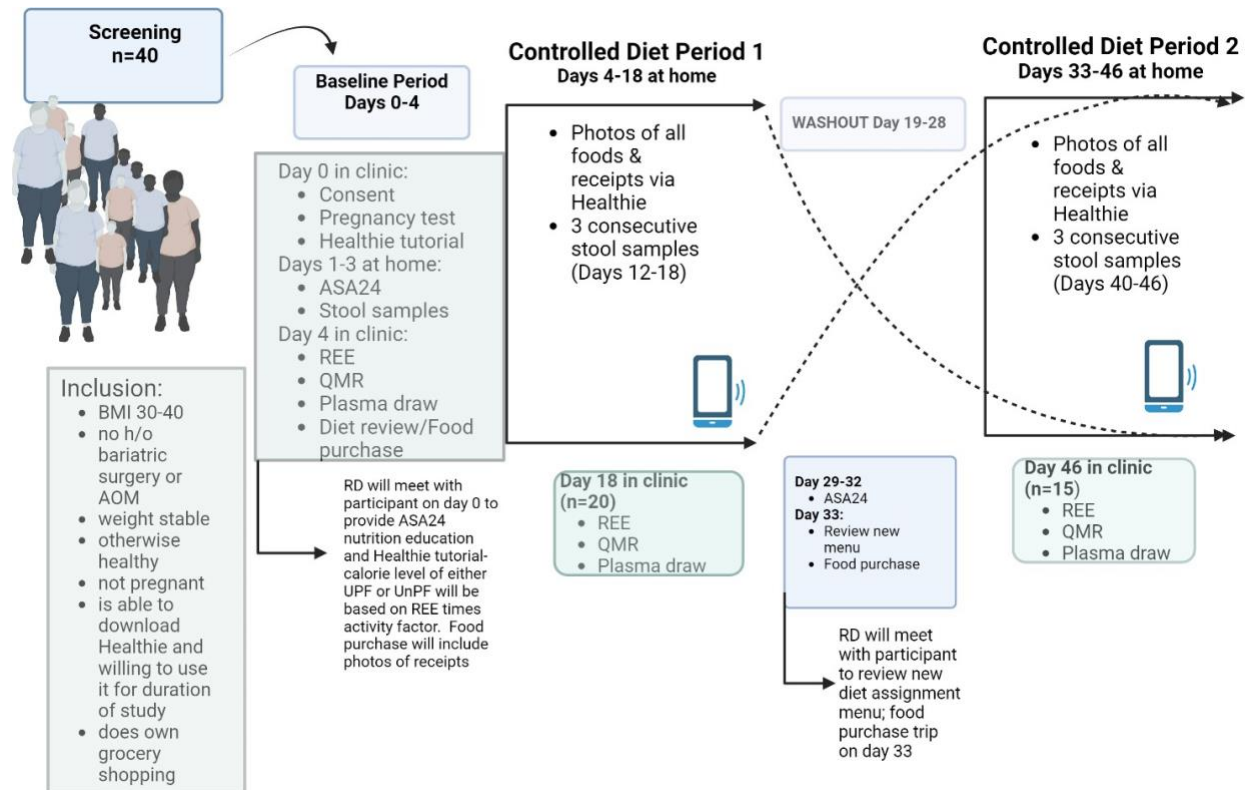 Screening
n=40
Baseline Period
Days 0-4
Controlled Diet Period 1
Days 4-18 at home
WASHOUT Day 19-28
Controlled Diet Period 2
Days 33-46 at home
Inclusion:
• BMI 30-40
• no h/o
bariatric
surgery or
AOM
• weight stable
• otherwise
healthy
• not pregnant
• is able to
download
Healthie and
willing to use
it for duration
of study
• does own
grocery
shopping
Day 0 in clinic:
• Consent
• Pregnancy test
• Healthie tutorial
Days 1-3 at home:
• ASA24
• Stool samples
Day 4 in clinic:
• REE
• QMR
• Plasma draw
• Diet review/Food
purchase
RD will meet with
participant on day 0 to
provide ASA24
nutrition education
and Healthie tutorial-
calorie level of either
UPF or UnPF will be
based on REE times
activity factor. Food
purchase will include
photos of receipts
• Photos of all
foods &
receipts via
Healthie
• 3 consecutive
stool samples
(Days 12-18)
Day 18 in clinic
(n=20)
• REE
• QMR
• Plasma draw
Day 29-32
• ASA24
Day 33:
• Review new
menu
• Food purchase
RD will meet
with participant
to review new
diet assignment
menu; food
purchase trip
on day 33
• Photos of all
foods &
receipts via
Healthie
• 3 consecutive
stool samples
(Days 40-46)
Day 46 in clinic
(n=15)
• REE
• QMR
• Plasma draw